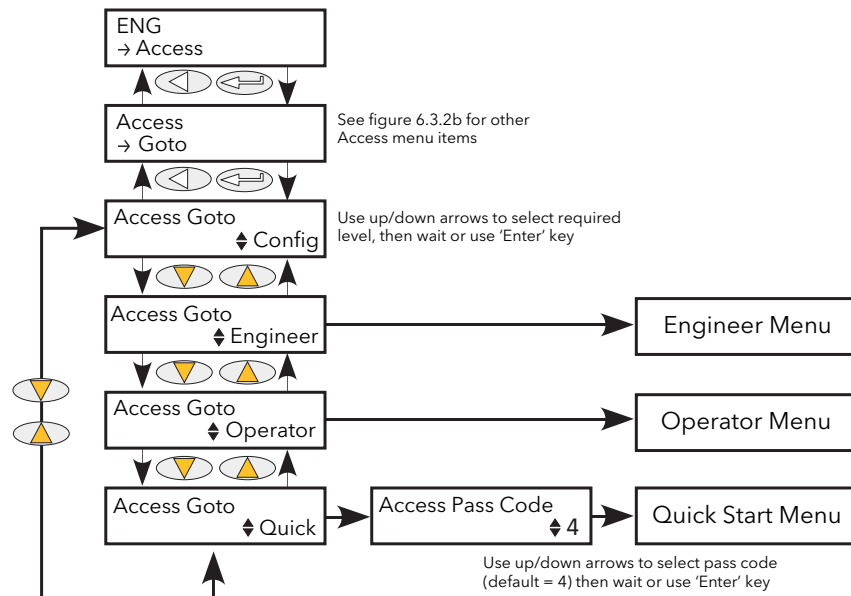 ENG
→ Access
Access
→ Goto
See figure 6.3.2b for other
Access menu items
Access Goto
Config
Use up/down arrows to select required
level, then wait or use ‘Enter’ key
Access Goto
Engineer
Engineer Menu
Access Goto
Operator
Operator Menu
Access Goto
Quick
Access Pass Code
4
Quick Start Menu
Use up/down arrows to select pass code
(default = 4) then wait or use ‘Enter’ key